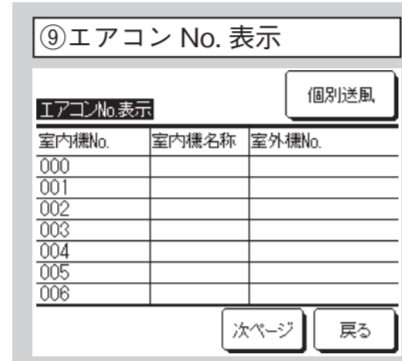 ⑨エアコン No. 表示
個別送風
エアコンNo.表示
室内機No. 室内機名称 室外機No.
000
001
002
003
004
005
006
次ページ 戻る